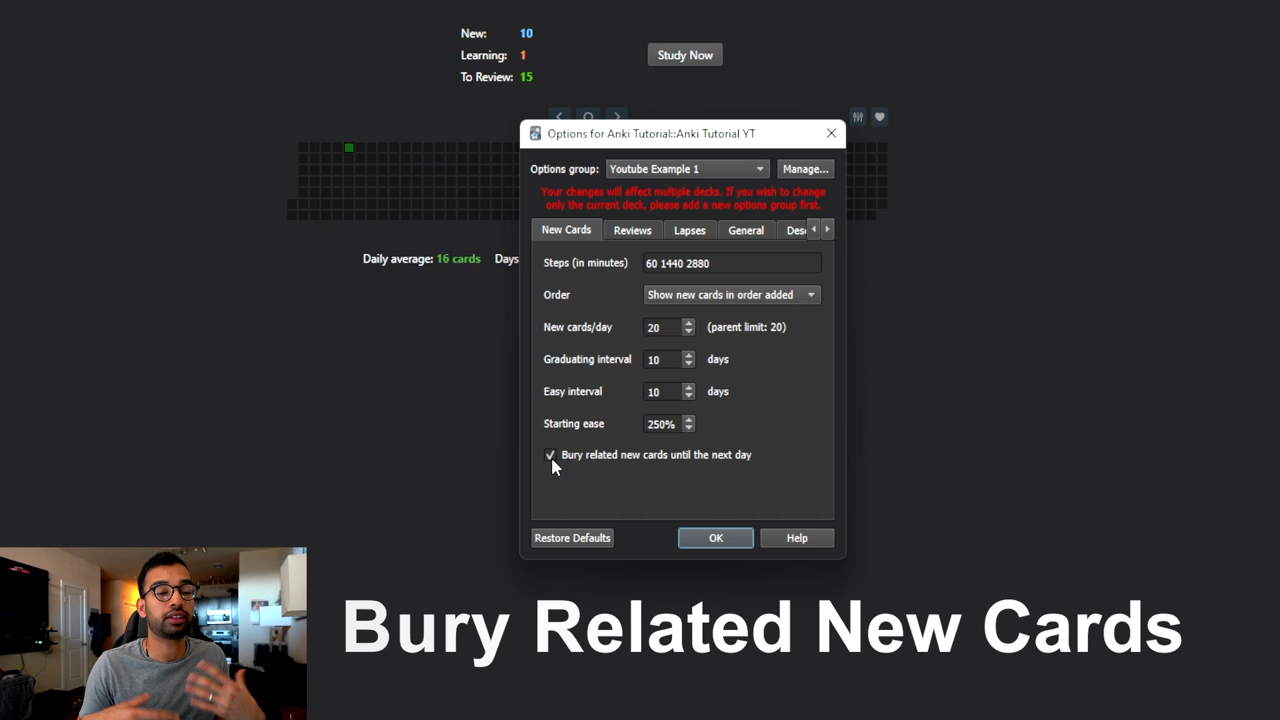 New: 10
Learning: 1
Study Now
To Review: 15
Options for Anki Tutorial::Anki Tutorial YT
Options group: Youtube Example 1 Manage...
Your changes will affect multiple decks. If you wish to change
only the current deck, please add a new options group first.
New Cards Reviews Lapses General Des
Daily average: 16 cards Days
Steps (in minutes) 60 1440 2880
Order Show new cards in order added
New cards/day 20 (parent limit: 20)
Graduating interval 10 days
Easy interval 10 days
Starting ease 250%
Bury related new cards until the next day
Restore Defaults OK Help
Bury Related New Cards